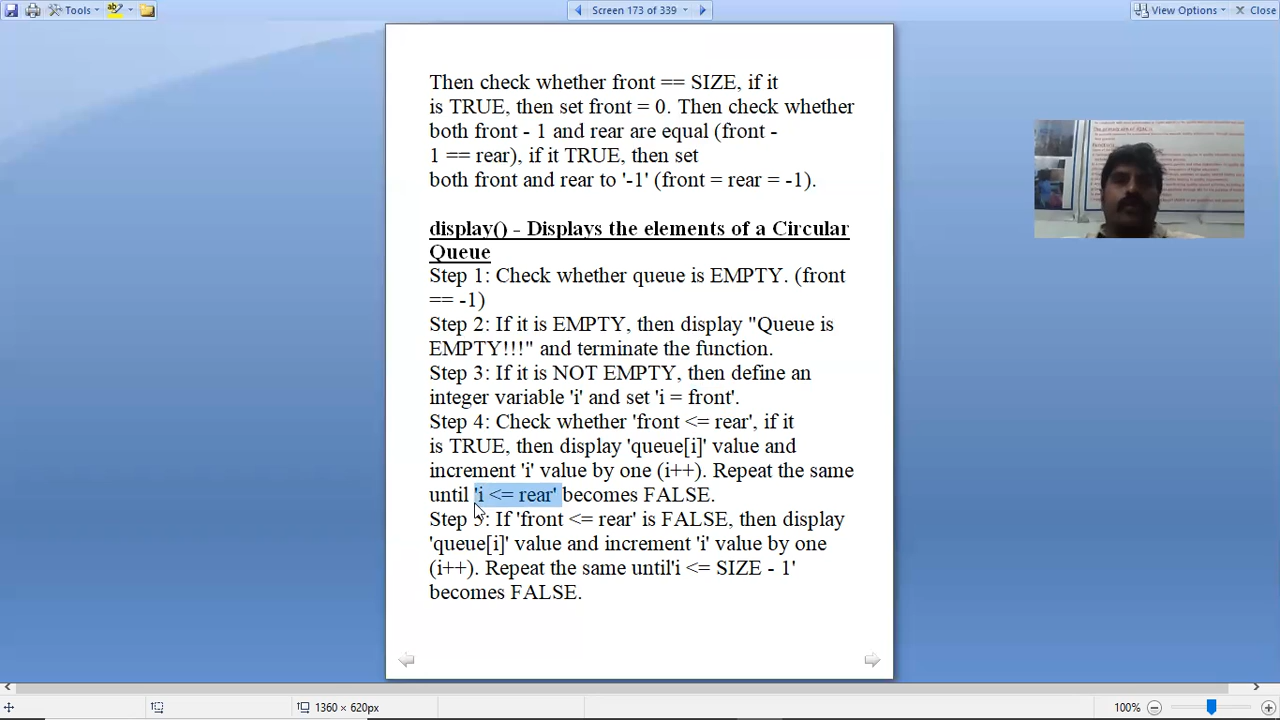 Tools
Screen 173 of 339
View Options
Close
Then check whether front == SIZE, if it
is TRUE, then set front = 0. Then check whether
both front - 1 and rear are equal (front -
1 == rear), if it TRUE, then set
both front and rear to '-1' (front = rear = -1).
display() - Displays the elements of a Circular
Queue
Step 1: Check whether queue is EMPTY. (front
== -1)
Step 2: If it is EMPTY, then display "Queue is
EMPTY!!!" and terminate the function.
Step 3: If it is NOT EMPTY, then define an
integer variable 'i' and set 'i = front'.
Step 4: Check whether 'front <= rear', if it
is TRUE, then display 'queue[i]' value and
increment 'i' value by one (i++). Repeat the same
until 'i <= rear' becomes FALSE.
Step 5: If 'front <= rear' is FALSE, then display
'queue[i]' value and increment 'i' value by one
(i++). Repeat the same until'i <= SIZE - 1'
becomes FALSE.
1360 × 620px
100%